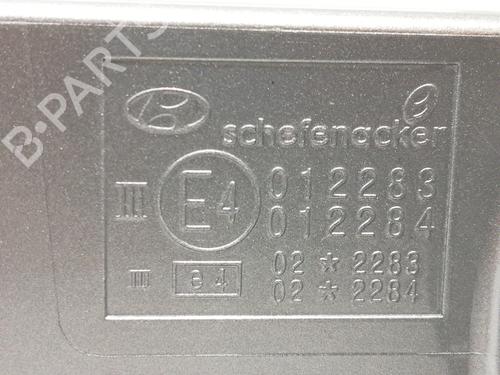 B-PARTS
schefenacker
III E4 012283
012284
III e4 02*2283
02*2284